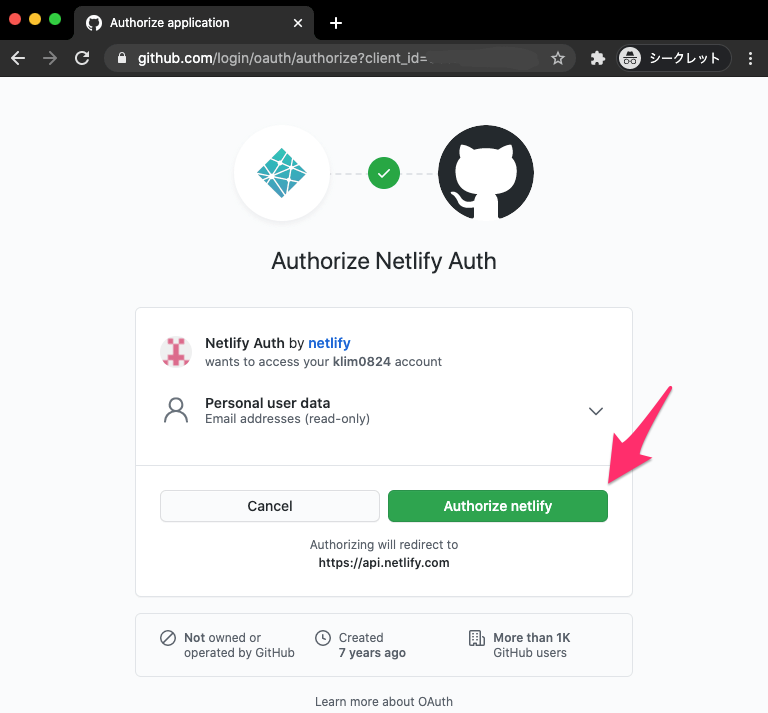 Authorize application
github.com/login/oauth/authorize?client_id=
シークレット
Authorize Netlify Auth
Netlify Auth by netlify
wants to access your klim0824 account
Personal user data
Email addresses (read-only)
Cancel
Authorize netlify
Authorizing will redirect to
https://api.netlify.com
Not owned or
operated by GitHub
Created
7 years ago
More than 1K
GitHub users
Learn more about OAuth